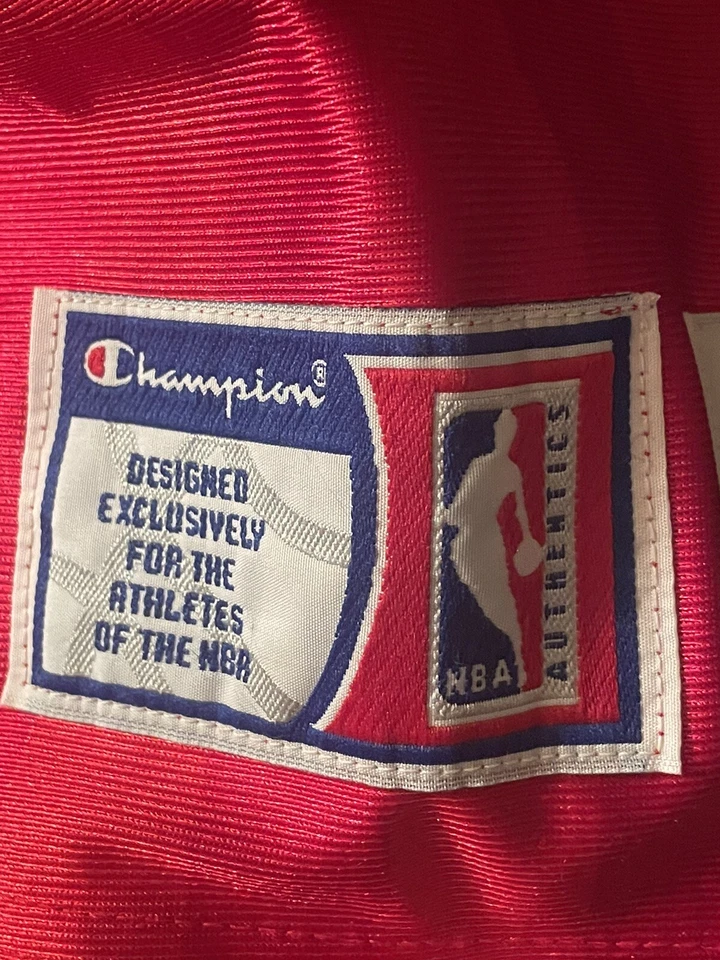 Champion®
DESIGNED
EXCLUSIVELY
FOR THE
ATHLETES
OF THE NBA
NBA
AUTHENTICS